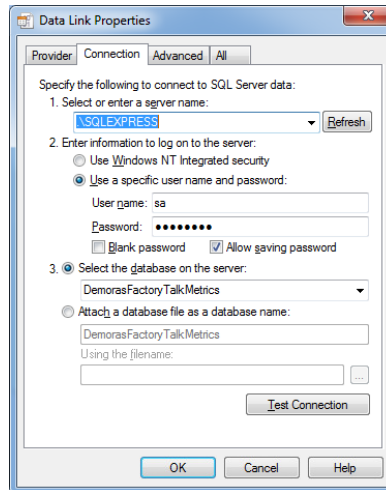 Data Link Properties
Provider Connection Advanced All
Specify the following to connect to SQL Server data:
1. Select or enter a server name:
.\SQLEXPRESS Refresh
2. Enter information to log on to the server:
Use Windows NT Integrated security
Use a specific user name and password:
User name: sa
Password: ●●●●●●●●
Blank password Allow saving password
3. Select the database on the server:
DemorasFactoryTalkMetrics
Attach a database file as a database name:
DemorasFactoryTalkMetrics
Using the filename:
...
Test Connection
OK Cancel Help